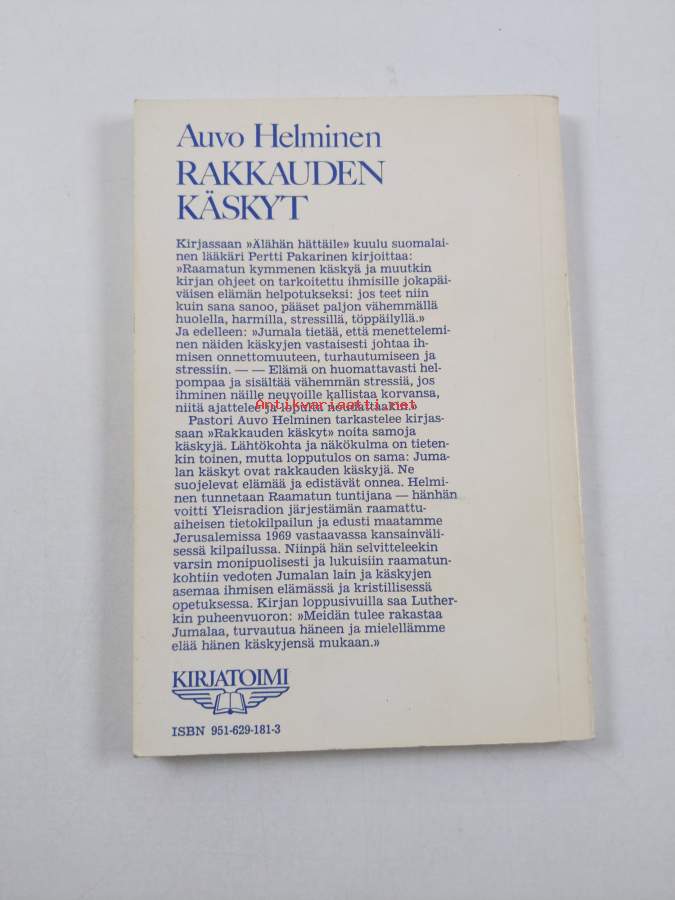 Auvo Helminen
RAKKAUDEN
KÄSKYT
Kirjassaan »Älähän hättäile» kuulu suomalai-
nen lääkäri Pertti Pakarinen kirjoittaa:
»Raamatun kymmenen käskyä ja muutkin
kirjan ohjeet on tarkoitettu ihmisille jokapäi-
väisen elämän helpotukseksi: jos teet niin
kuin sana sanoo, pääset paljon vähemmällä
huolella, harmilla, stressillä, töppäilyllä.»
Ja edelleen: »Jumala tietää, että menettelemi-
nen näiden käskyjen vastaisesti johtaa ih-
misen onnettomuuteen, turhautumiseen ja
stressiin. — — Elämä on huomattavasti hel-
pompaa ja sisältää vähemmän stressiä, jos
ihminen näille neuvoille kallistaa korvansa,
niitä ajattelee ja lopulta noudattaakin.»
Antikvariaatti.net
Pastori Auvo Helminen tarkastelee kirjas-
saan »Rakkauden käskyt» noita samoja
käskyjä. Lähtökohta ja näkökulma on tieten-
kin toinen, mutta lopputulos on sama: Juma-
lan käskyt ovat rakkauden käskyjä. Ne
suojelevat elämää ja edistävät onnea. Helmi-
nen tunnetaan Raamatun tuntijana — hänhän
voitti Yleisradion järjestämän raamattu-
aiheisen tietokilpailun ja edusti maatamme
Jerusalemissa 1969 vastaavassa kansainväli-
sessä kilpailussa. Niinpä hän selvitteleekin
varsin monipuolisesti ja lukuisiin raamatun-
kohtiin vedoten Jumalan lain ja käskyjen
asemaa ihmisen elämässä ja kristillisessä
opetuksessa. Kirjan loppusivuilla saa Luther-
kin puheenvuoron: »Meidän tulee rakastaa
Jumalaa, turvautua häneen ja mielellämme
elää hänen käskyjensä mukaan.»
KIRJATOIMI
ISBN 951-629-181-3